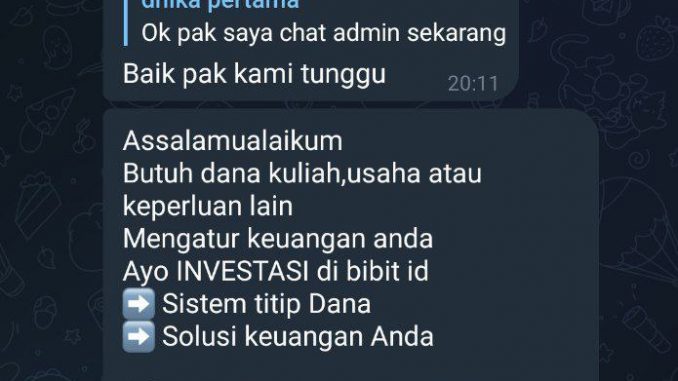 dhika pertama
Ok pak saya chat admin sekarang
Baik pak kami tunggu
20:11
Assalamualaikum
Butuh dana kuliah,usaha atau
keperluan lain
Mengatur keuangan anda
Ayo INVESTASI di bibit id
➡️ Sistem titip Dana
➡️ Solusi keuangan Anda